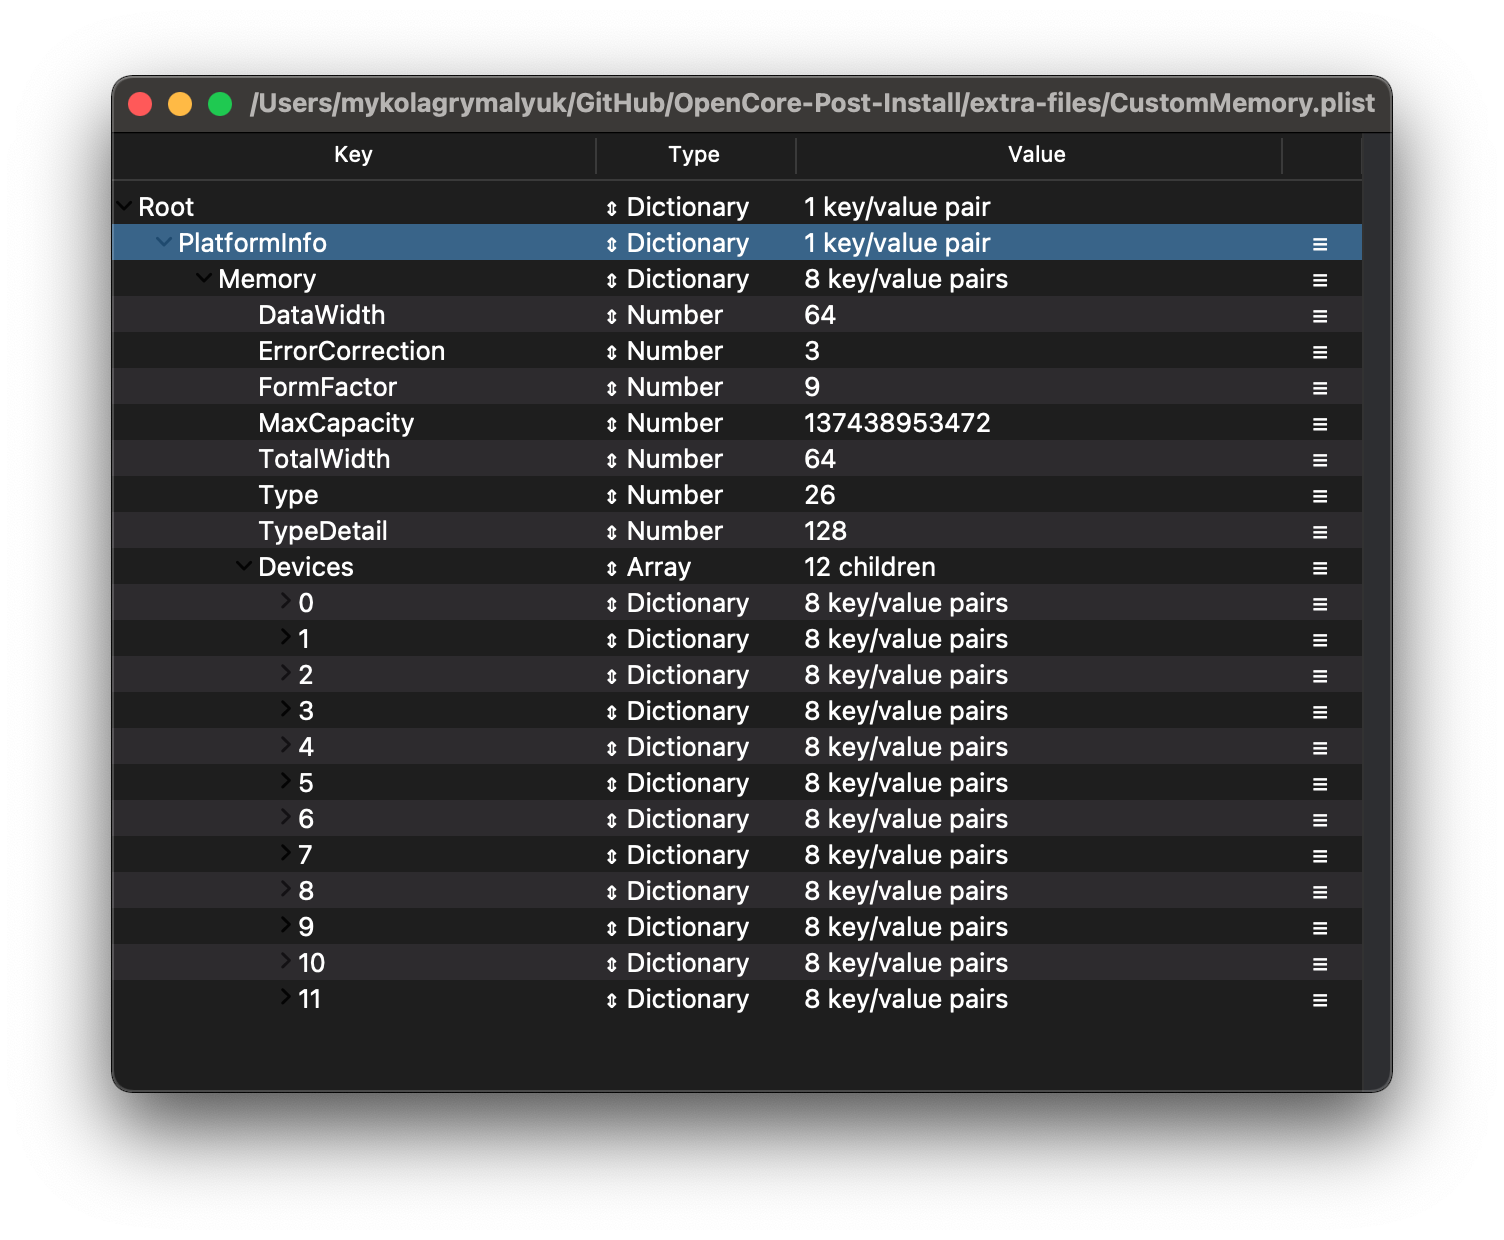 /Users/mykolagrymalyuk/GitHub/OpenCore-Post-Install/extra-files/CustomMemory.plist
Key Type Value
Root Dictionary 1 key/value pair
PlatformInfo Dictionary 1 key/value pair
Memory Dictionary 8 key/value pairs
DataWidth Number 64
ErrorCorrection Number 3
FormFactor Number 9
MaxCapacity Number 137438953472
TotalWidth Number 64
Type Number 26
TypeDetail Number 128
Devices Array 12 children
0 Dictionary 8 key/value pairs
1 Dictionary 8 key/value pairs
2 Dictionary 8 key/value pairs
3 Dictionary 8 key/value pairs
4 Dictionary 8 key/value pairs
5 Dictionary 8 key/value pairs
6 Dictionary 8 key/value pairs
7 Dictionary 8 key/value pairs
8 Dictionary 8 key/value pairs
9 Dictionary 8 key/value pairs
10 Dictionary 8 key/value pairs
11 Dictionary 8 key/value pairs